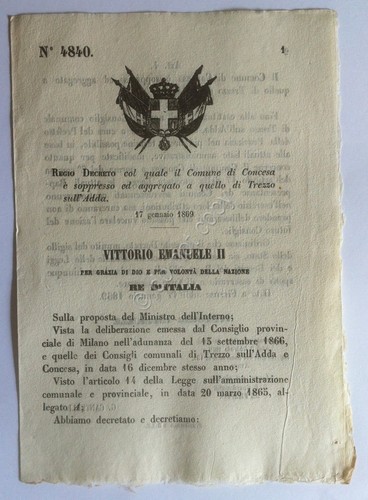 N° 4840.
1
REGIO DECRETO col quale il Comune di Concesa
è soppresso ed aggregato a quello di Trezzo
sull'Adda.
17 gennaio 1869
VITTORIO EMANUELE II
PER GRAZIA DI DIO E PER VOLONTÀ DELLA NAZIONE
RE D'ITALIA
Sulla proposta del Ministro dell'Interno;
Vista la deliberazione emessa dal Consiglio provin-
ciale di Milano nell'adunanza del 15 settembre 1866,
e quelle dei Consigli comunali di Trezzo sull'Adda e
Concesa, in data 16 dicembre stesso anno;
Visto l'articolo 14 della Legge sull'amministrazione
comunale e provinciale, in data 20 marzo 1865, al-
legato A,
Abbiamo decretato e decretiamo: